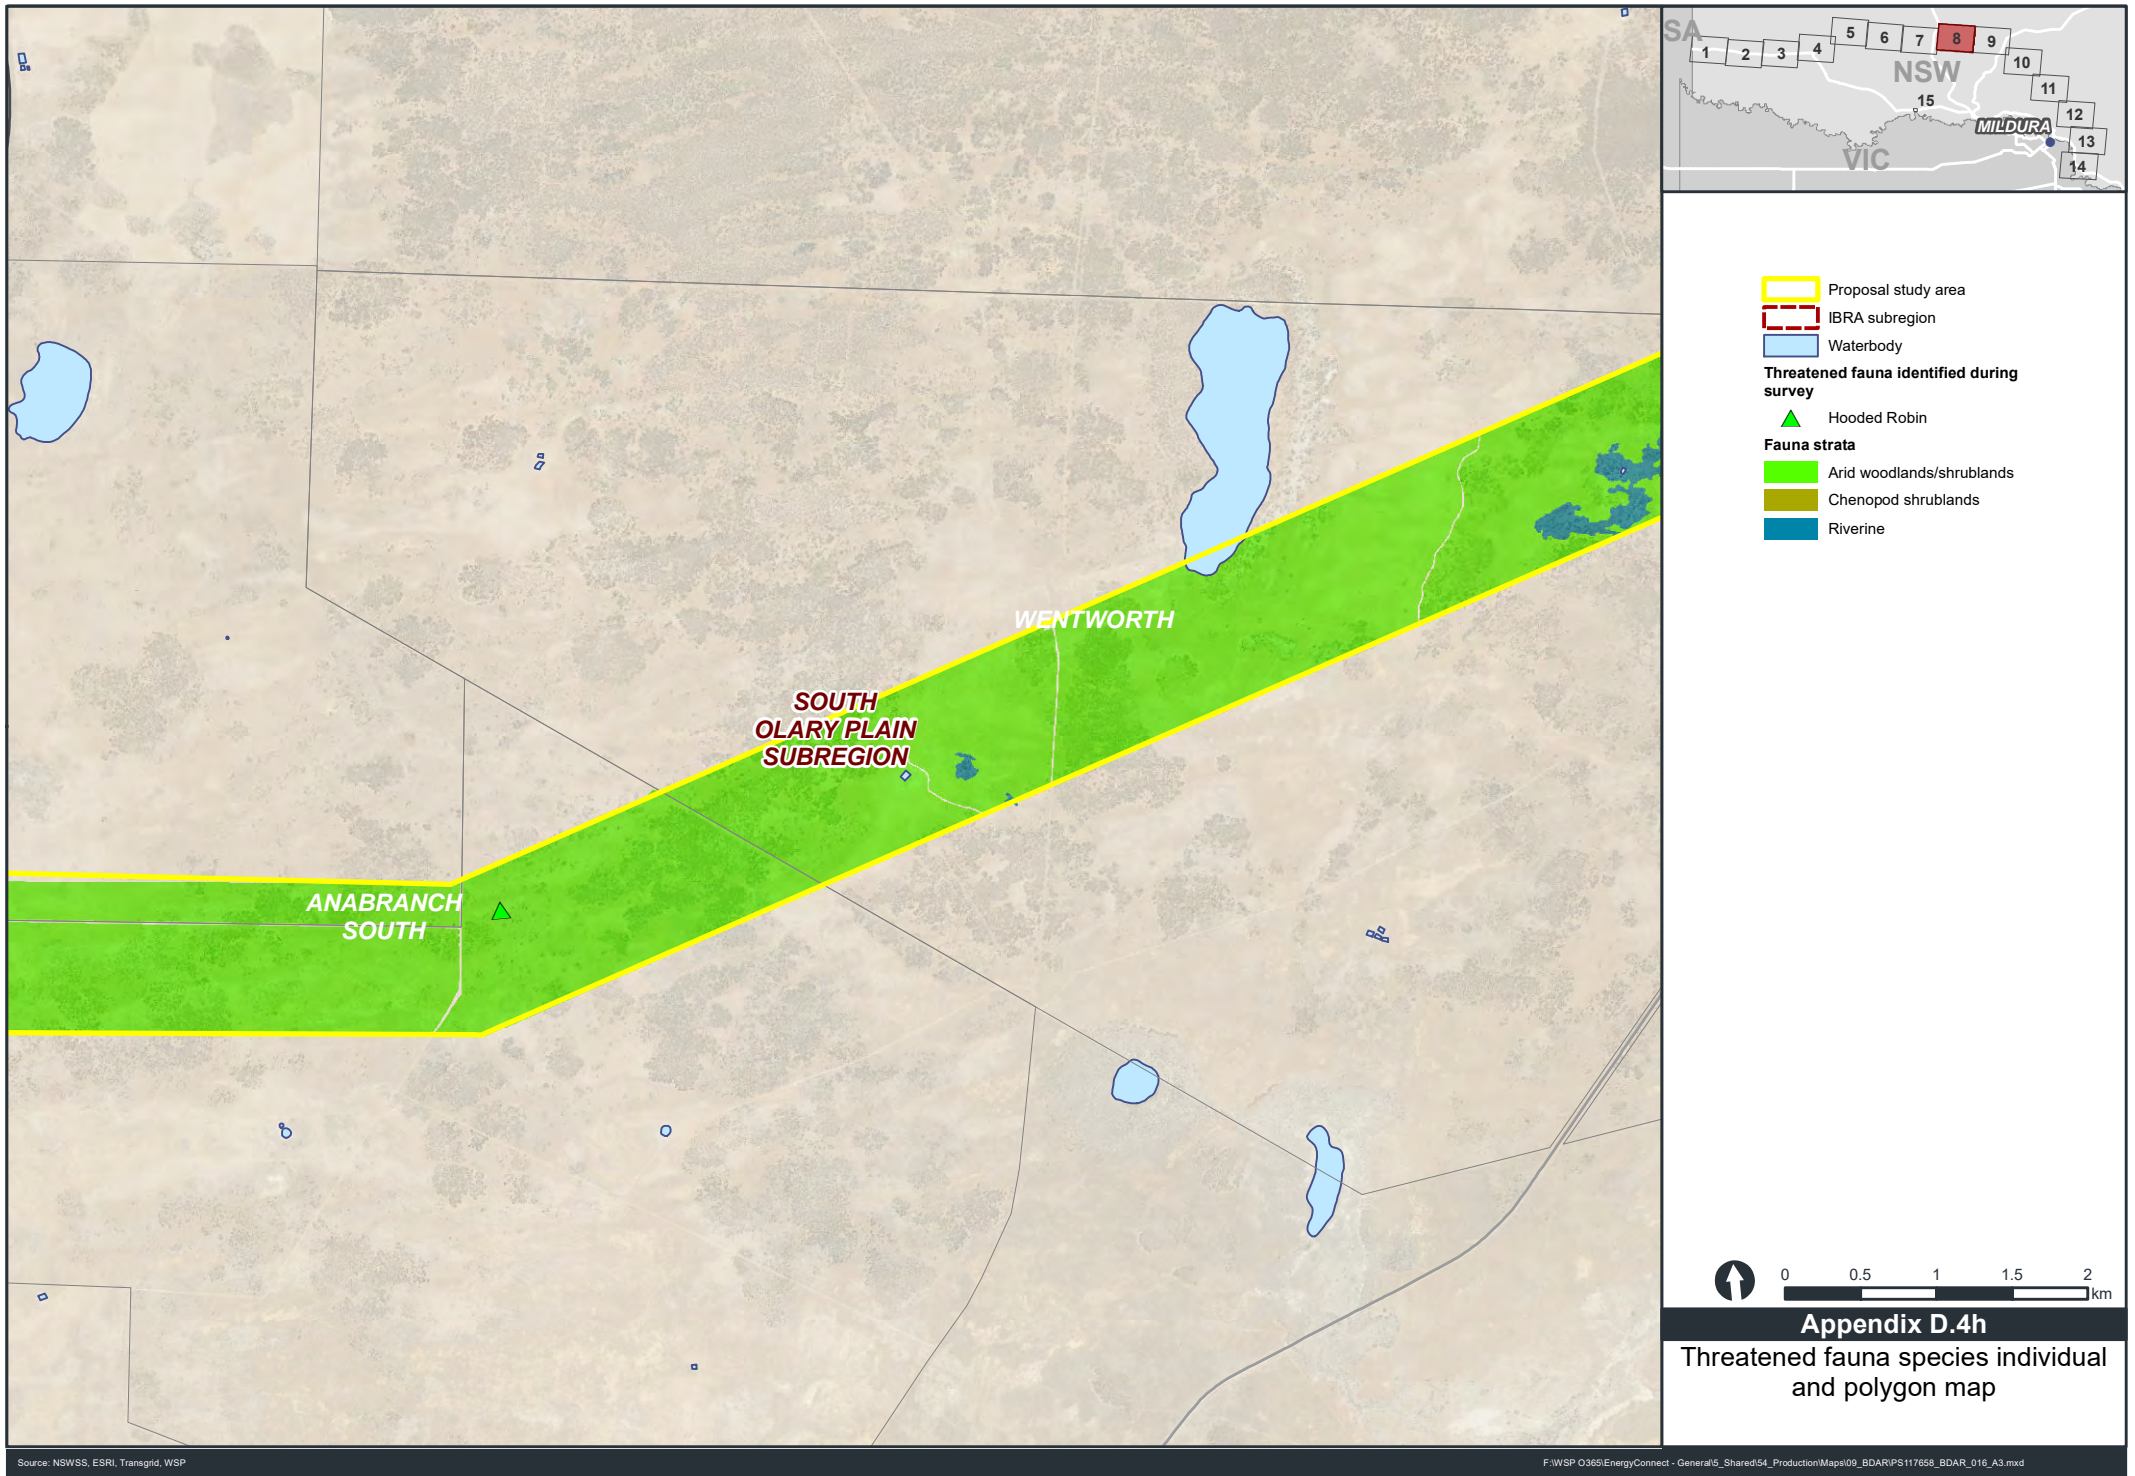 WENTWORTH
SOUTH
OLARY PLAIN
SUBREGION
ANABRANCH
SOUTH
SA
1
2
3
4
5
6
7
8
9
10
NSW
11
15
12
MILDURA
13
VIC
14
Proposal study area
IBRA subregion
Waterbody
Threatened fauna identified during
survey
Hooded Robin
Fauna strata
Arid woodlands/shrublands
Chenopod shrublands
Riverine
0 0.5 1 1.5 2
km
Appendix D.4h
Threatened fauna species individual
and polygon map
Source: NSWSS, ESRI, Transgrid, WSP
F:\WSP O365\EnergyConnect - General\5_Shared\54_Production\Maps\09_BDAR\PS117658_BDAR_016_A3.mxd